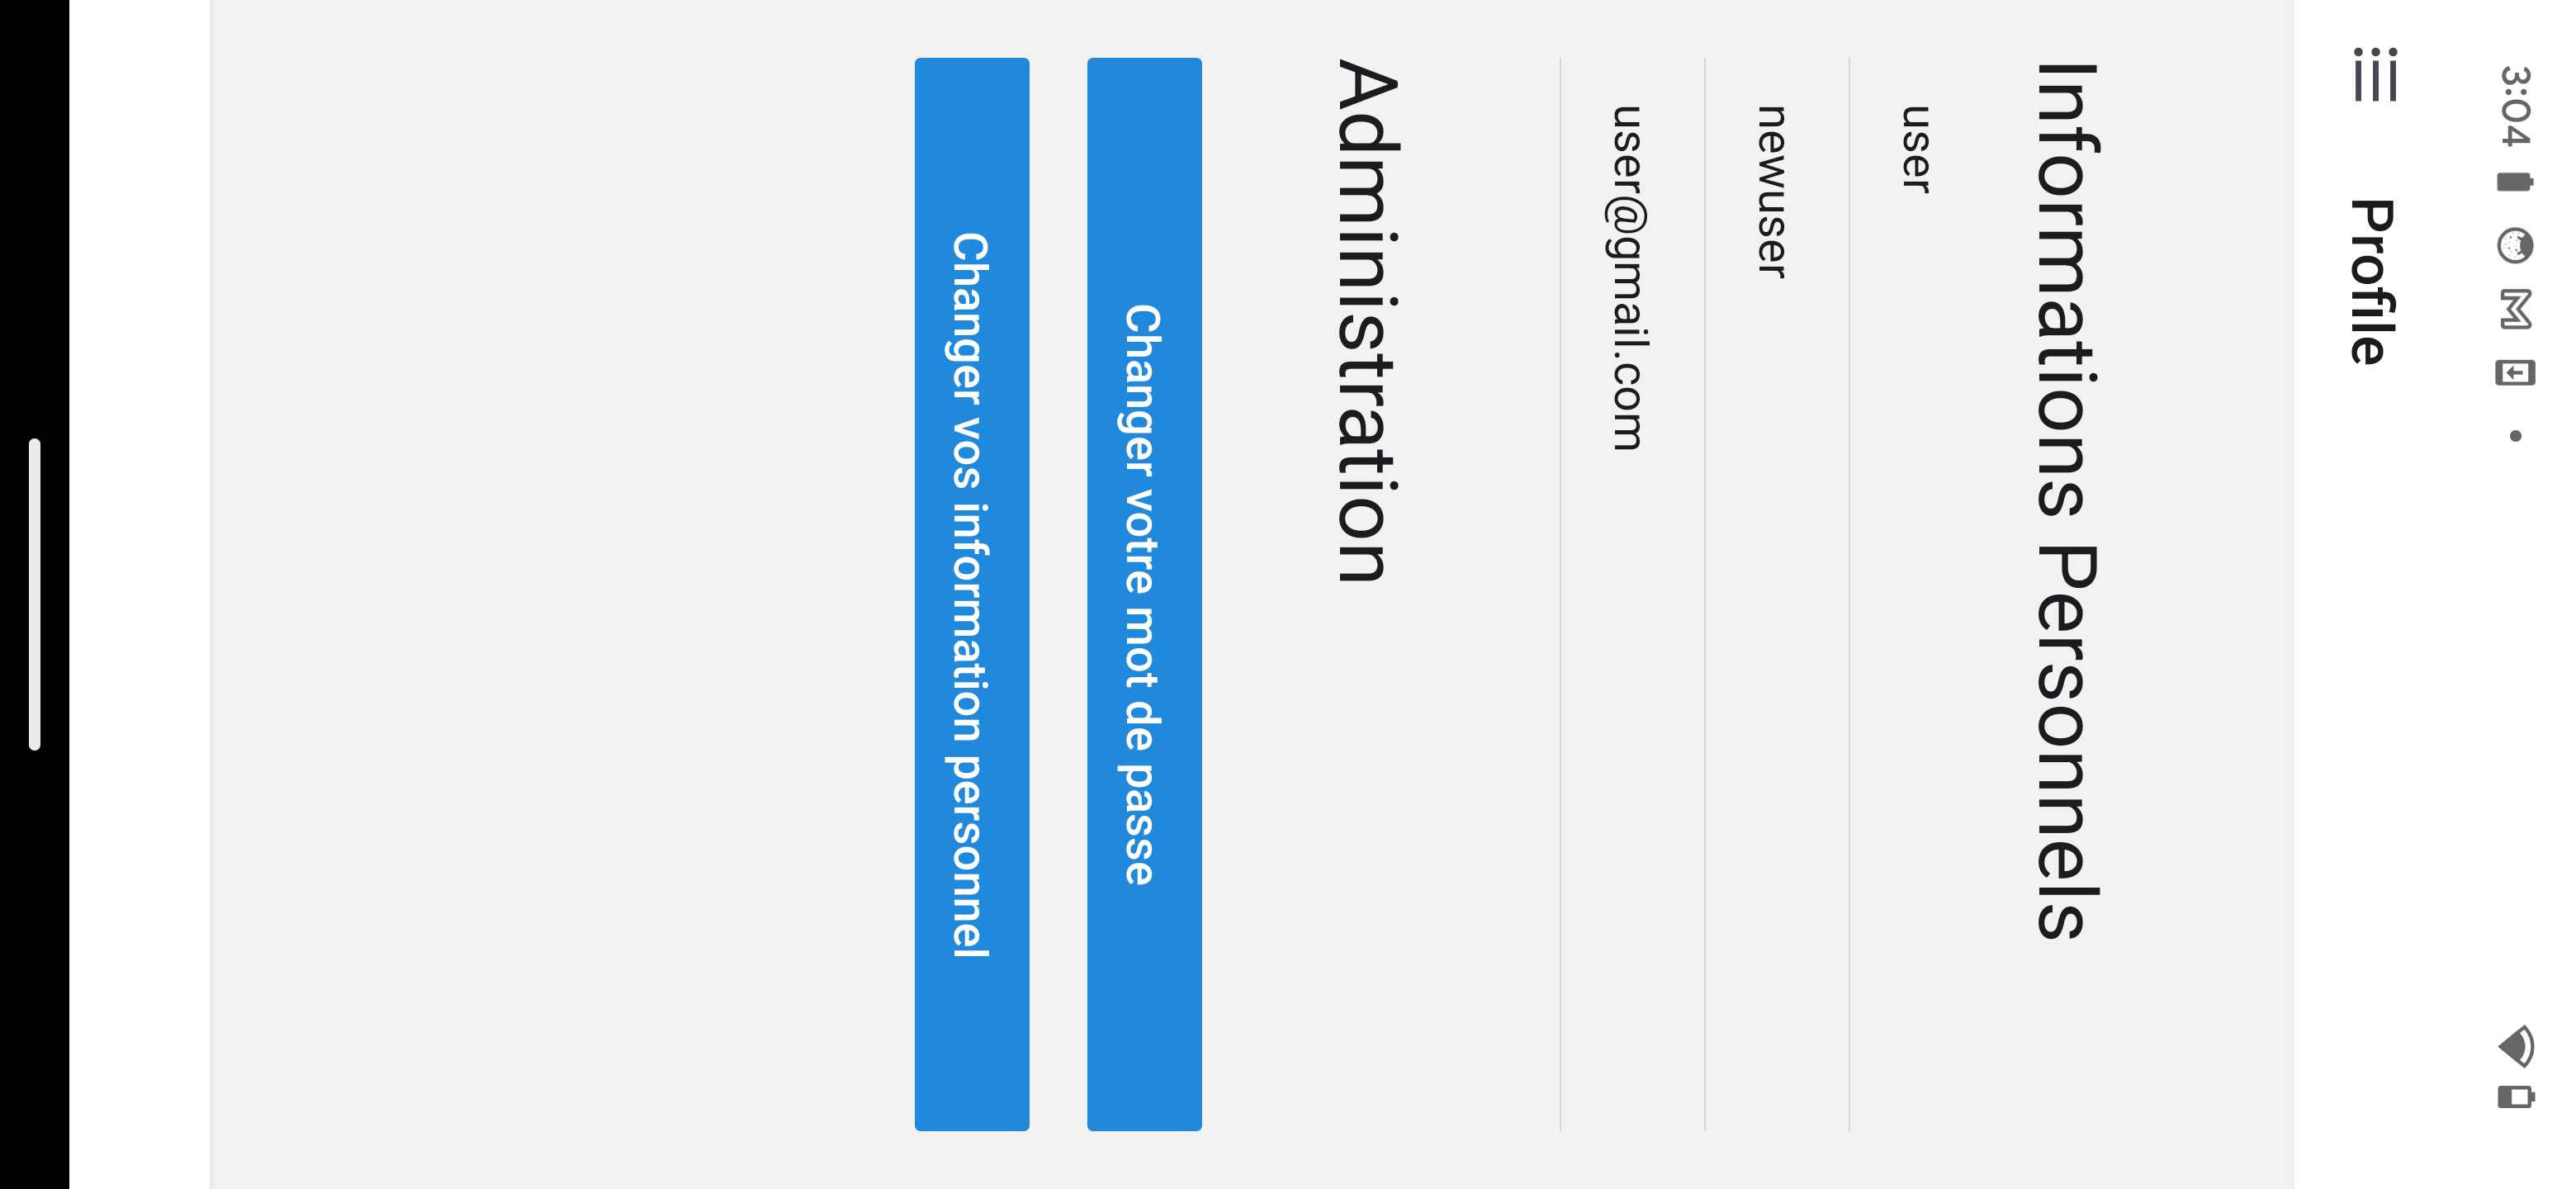 3:04
Profile
Informations Personnels
user
newuser
user@gmail.com
Administration
Changer votre mot de passe
Changer vos information personnel